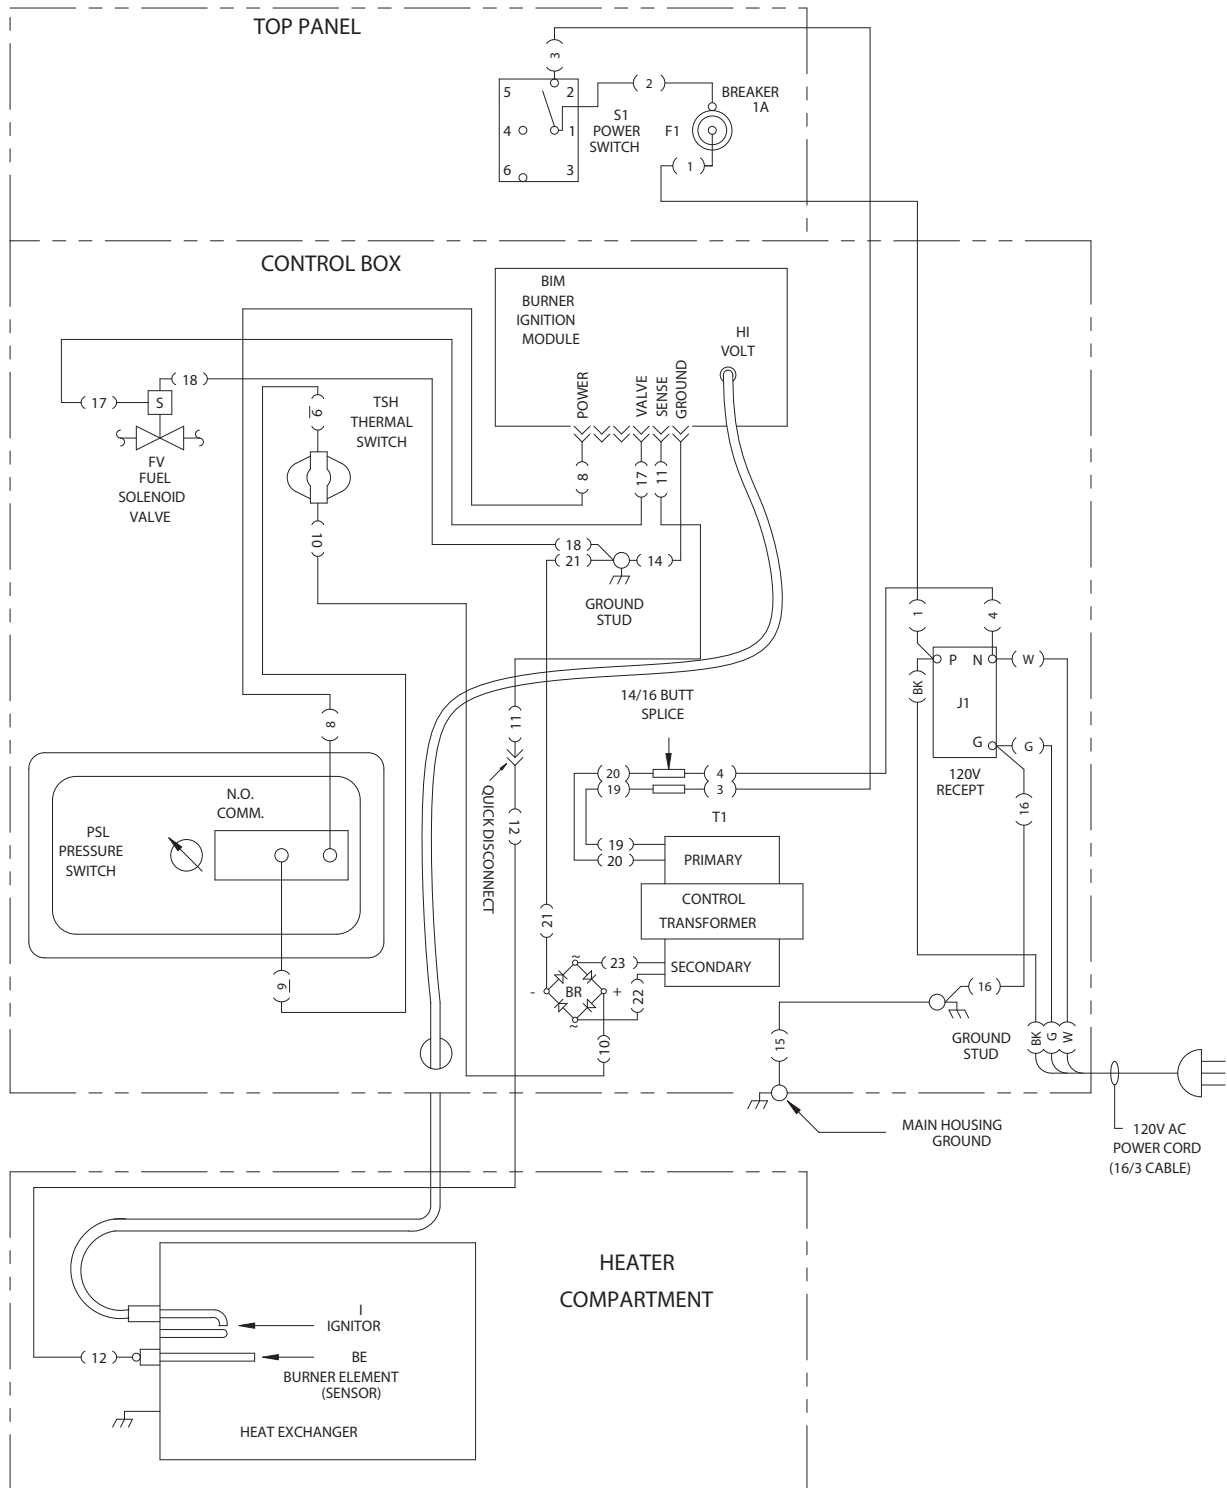 TOP PANEL
3
5
2
4
1
6
3
S1
POWER
SWITCH
2
F1
BREAKER
1A
1
CONTROL BOX
BIM
BURNER
IGNITION
MODULE
HI
VOLT
POWER
VALVE
SENSE
GROUND
17
18
S
FV
FUEL
SOLENOID
VALVE
9
TSH
THERMAL
SWITCH
10
8
17
11
18
21
14
GROUND
STUD
1
4
P
N
W
BK
J1
G
G
120V
RECEPT
16
14/16 BUTT
SPLICE
11
QUICK DISCONNECT
12
8
N.O.
COMM.
PSL
PRESSURE
SWITCH
9
20
4
19
3
T1
19
20
PRIMARY
CONTROL
TRANSFORMER
SECONDARY
21
23
22
~
-
BR
+
~
10
16
GROUND
STUD
15
BK
G
W
MAIN HOUSING
GROUND
120V AC
POWER CORD
(16/3 CABLE)
HEATER
COMPARTMENT
I
IGNITOR
12
BE
BURNER ELEMENT
(SENSOR)
HEAT EXCHANGER